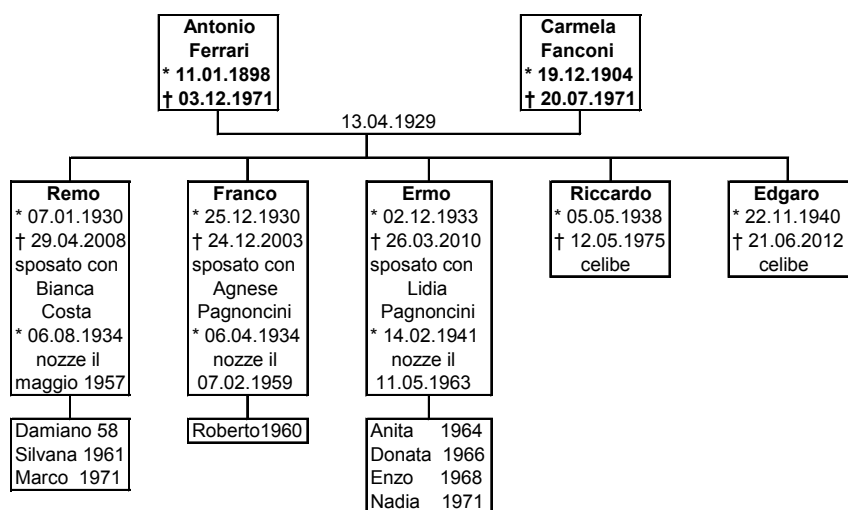 Antonio
Ferrari
* 11.01.1898
† 03.12.1971
Carmela
Fanconi
* 19.12.1904
† 20.07.1971
13.04.1929
Remo
* 07.01.1930
† 29.04.2008
sposato con
Bianca
Costa
* 06.08.1934
nozze il
maggio 1957
Franco
* 25.12.1930
† 24.12.2003
sposato con
Agnese
Pagnoncini
* 06.04.1934
nozze il
07.02.1959
Ermo
* 02.12.1933
† 26.03.2010
sposato con
Lidia
Pagnoncini
* 14.02.1941
nozze il
11.05.1963
Riccardo
* 05.05.1938
† 12.05.1975
celibe
Edgaro
* 22.11.1940
† 21.06.2012
celibe
Damiano 58
Silvana 1961
Marco 1971
Roberto1960
Anita 1964
Donata 1966
Enzo 1968
Nadia 1971